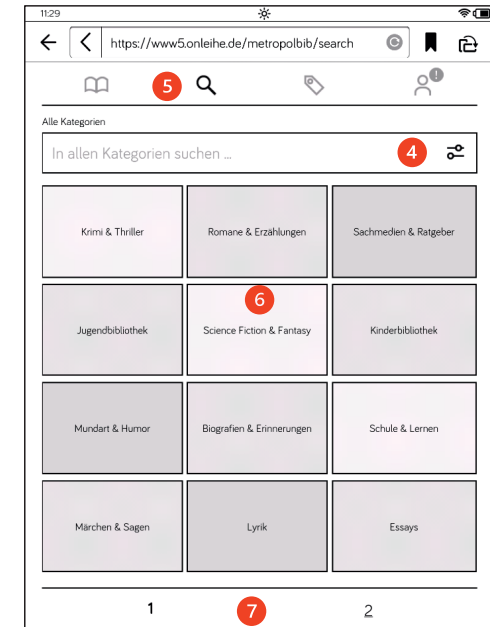 11:29
https://www5.onleihe.de/metropolbib/search
5
Alle Kategorien
In allen Kategorien suchen ...
4
Krimi & Thriller
Romane & Erzählungen
Sachmedien & Ratgeber
6
Jugendbibliothek
Science Fiction & Fantasy
Kinderbibliothek
Mundart & Humor
Biografien & Erinnerungen
Schule & Lernen
Märchen & Sagen
Lyrik
Essays
1
7
2